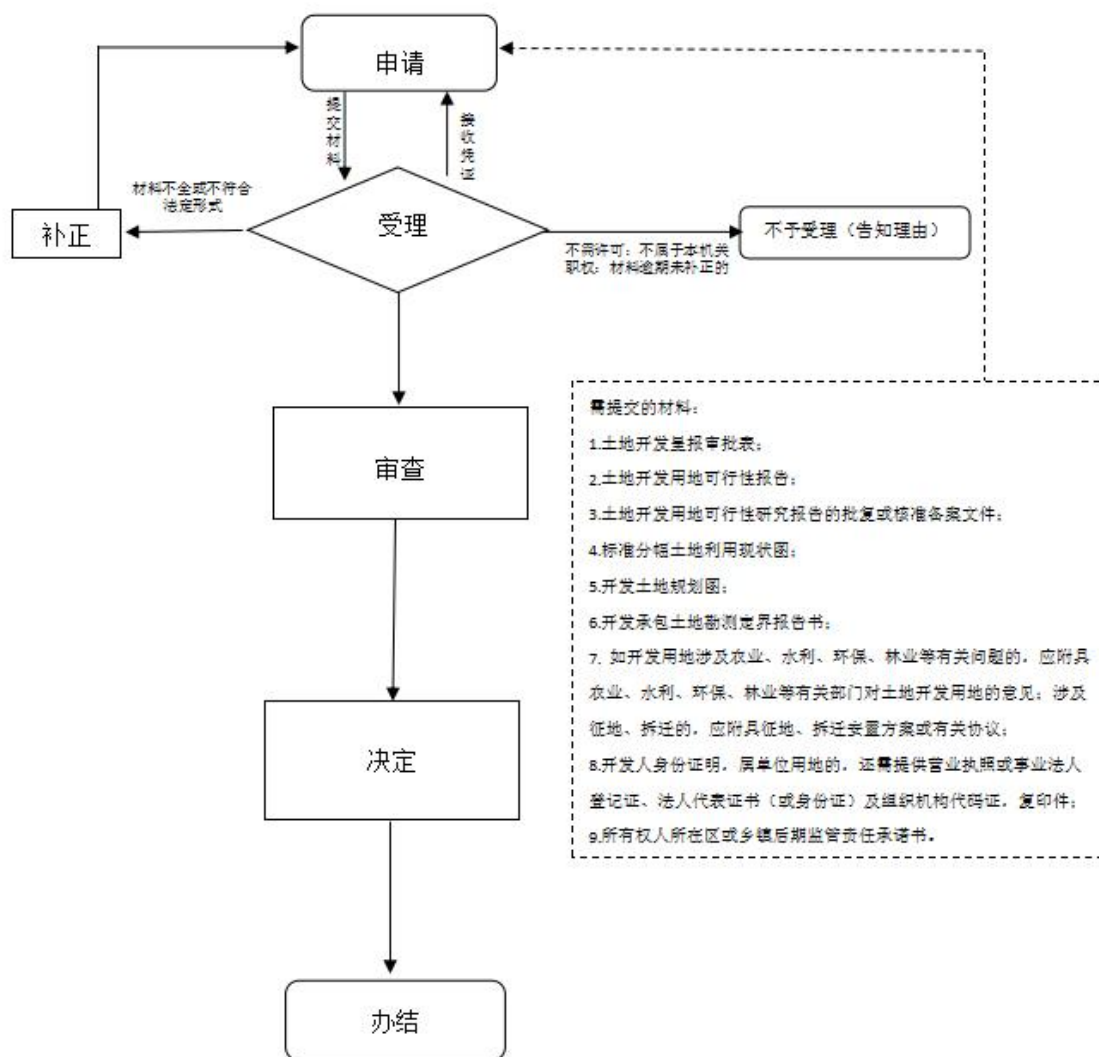 申请
提交材料
接收凭证
材料不全或不符合
法定形式
补正
受理
不予受理（告知理由）
不需许可；不属于本机关
职权；材料逾期未补正的
审查
决定
办结
需提交的材料：
1.土地开发呈报审批表；
2.土地开发用地可行性报告；
3.土地开发用地可行性研究报告的批复或核准备案文件；
4.标准分幅土地利用现状图；
5.开发土地规划图；
6.开发承包土地勘测定界报告书；
7. 如开发用地涉及农业、水利、环保、林业等有关问题的，应附具
农业、水利、环保、林业等有关部门对土地开发用地的意见；涉及
征地、拆迁的，应附具征地、拆迁安置方案或有关协议；
8.开发人身份证明，属单位用地的，还需提供营业执照或事业法人
登记证、法人代表证书（或身份证）及组织机构代码证，复印件；
9.所有权人所在区或乡镇后期监管责任承诺书。